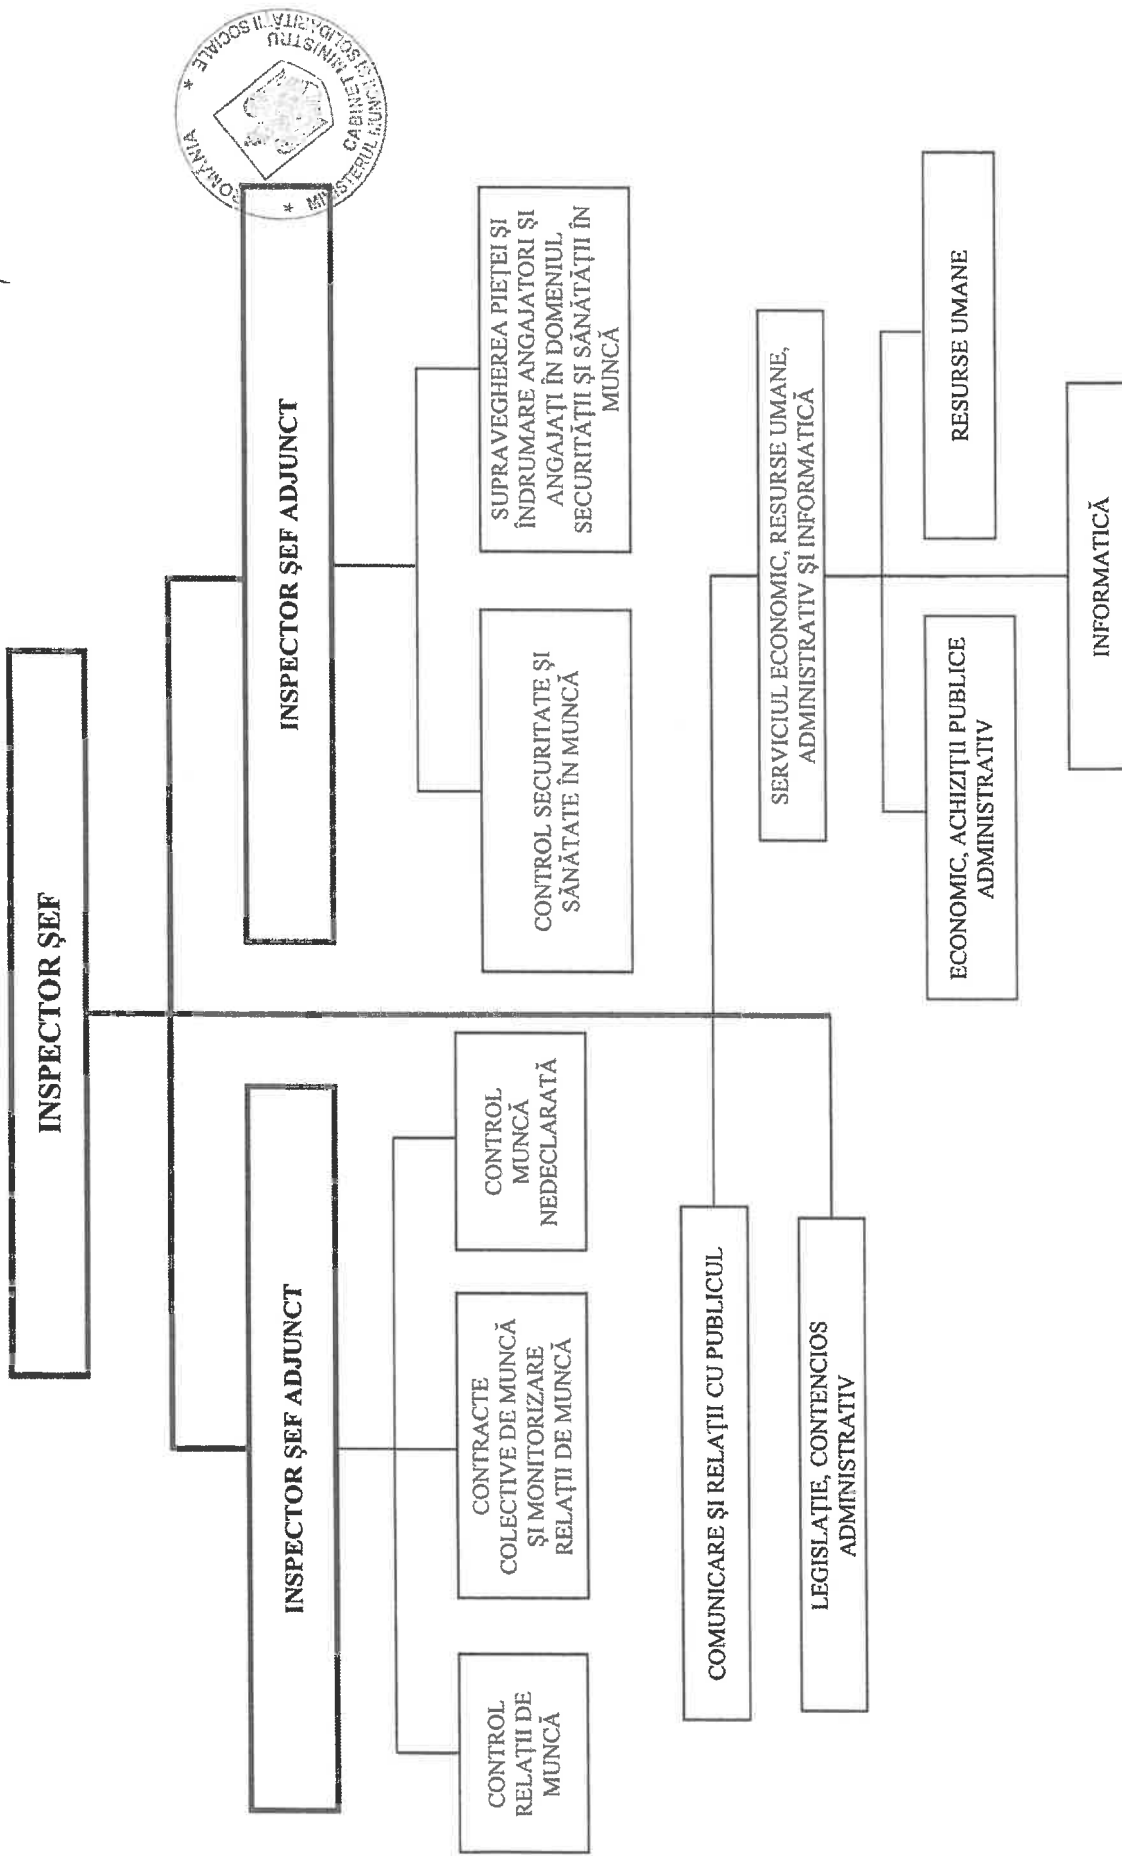 ROMÂNIA
* MINISTERUL MUNCII ȘI SOLIDARITĂȚII SOCIALE *
CABINET MINISTRU
INSPECTOR ŞEF
INSPECTOR ŞEF ADJUNCT
INSPECTOR ŞEF ADJUNCT
CONTROL
RELAŢII DE
MUNCĂ
CONTRACTE
COLECTIVE DE MUNCĂ
ŞI MONITORIZARE
RELAŢII DE MUNCĂ
CONTROL
MUNCĂ
NEDECLARATĂ
CONTROL SECURITATE ŞI
SĂNĂTATE ÎN MUNCĂ
SUPRAVEGHEREA PIEŢEI ŞI
ÎNDRUMARE ANGAJATORI ŞI
ANGAJAŢI ÎN DOMENIUL
SECURITĂŢII ŞI SĂNĂTĂŢII ÎN
MUNCĂ
COMUNICARE ŞI RELAŢII CU PUBLICUL
SERVICIUL ECONOMIC, RESURSE UMANE,
ADMINISTRATIV ŞI INFORMATICĂ
LEGISLAŢIE, CONTENCIOS
ADMINISTRATIV
ECONOMIC, ACHIZIŢII PUBLICE
ADMINISTRATIV
RESURSE UMANE
INFORMATICĂ